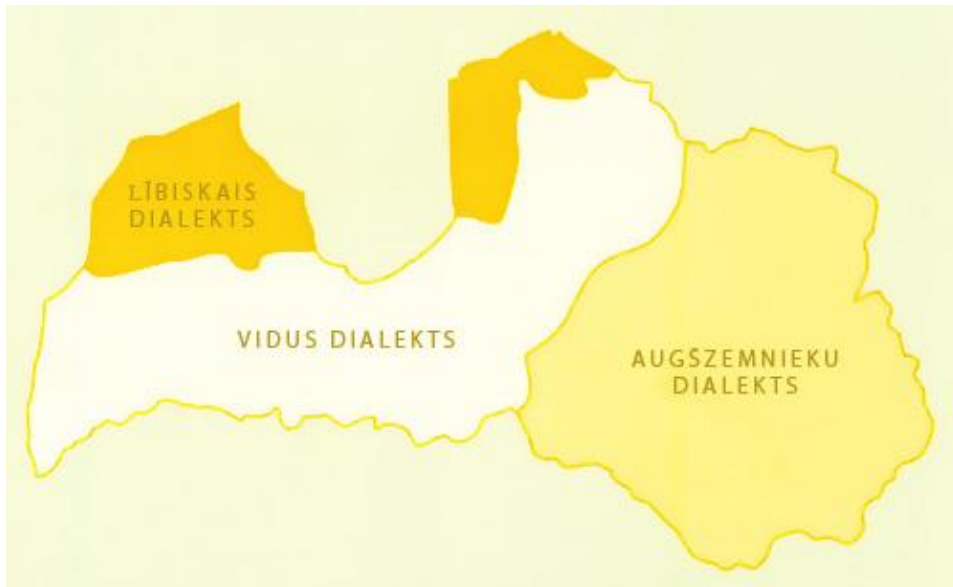 LĪBISKAIS
DIALEKTS
VIDUS DIALEKTS
AUGŠZEMNIEKU
DIALEKTS